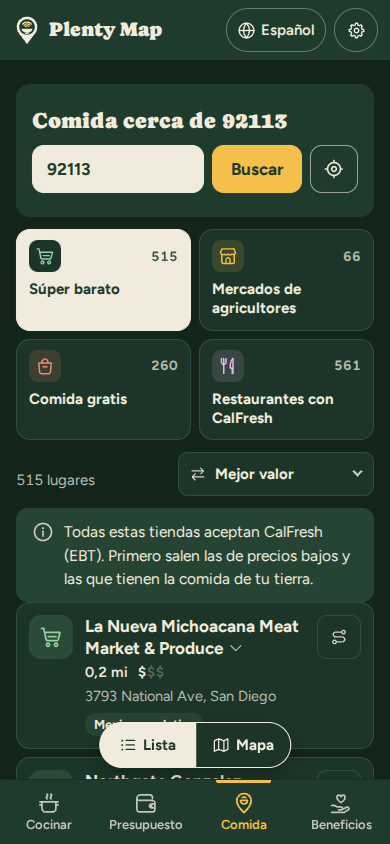 Plenty Map
Español
Comida cerca de 92113
92113
Buscar
515
Súper barato
66
Mercados de
agricultores
260
Comida gratis
561
Restaurantes con
CalFresh
515 lugares
Mejor valor
Todas estas tiendas aceptan CalFresh
(EBT). Primero salen las de precios bajos y
las que tienen la comida de tu tierra.
La Nueva Michoacana Meat
Market & Produce
0,2 mi $$$
3793 National Ave, San Diego
Lista
Mapa
Cocinar
Presupuesto
Comida
Beneficios